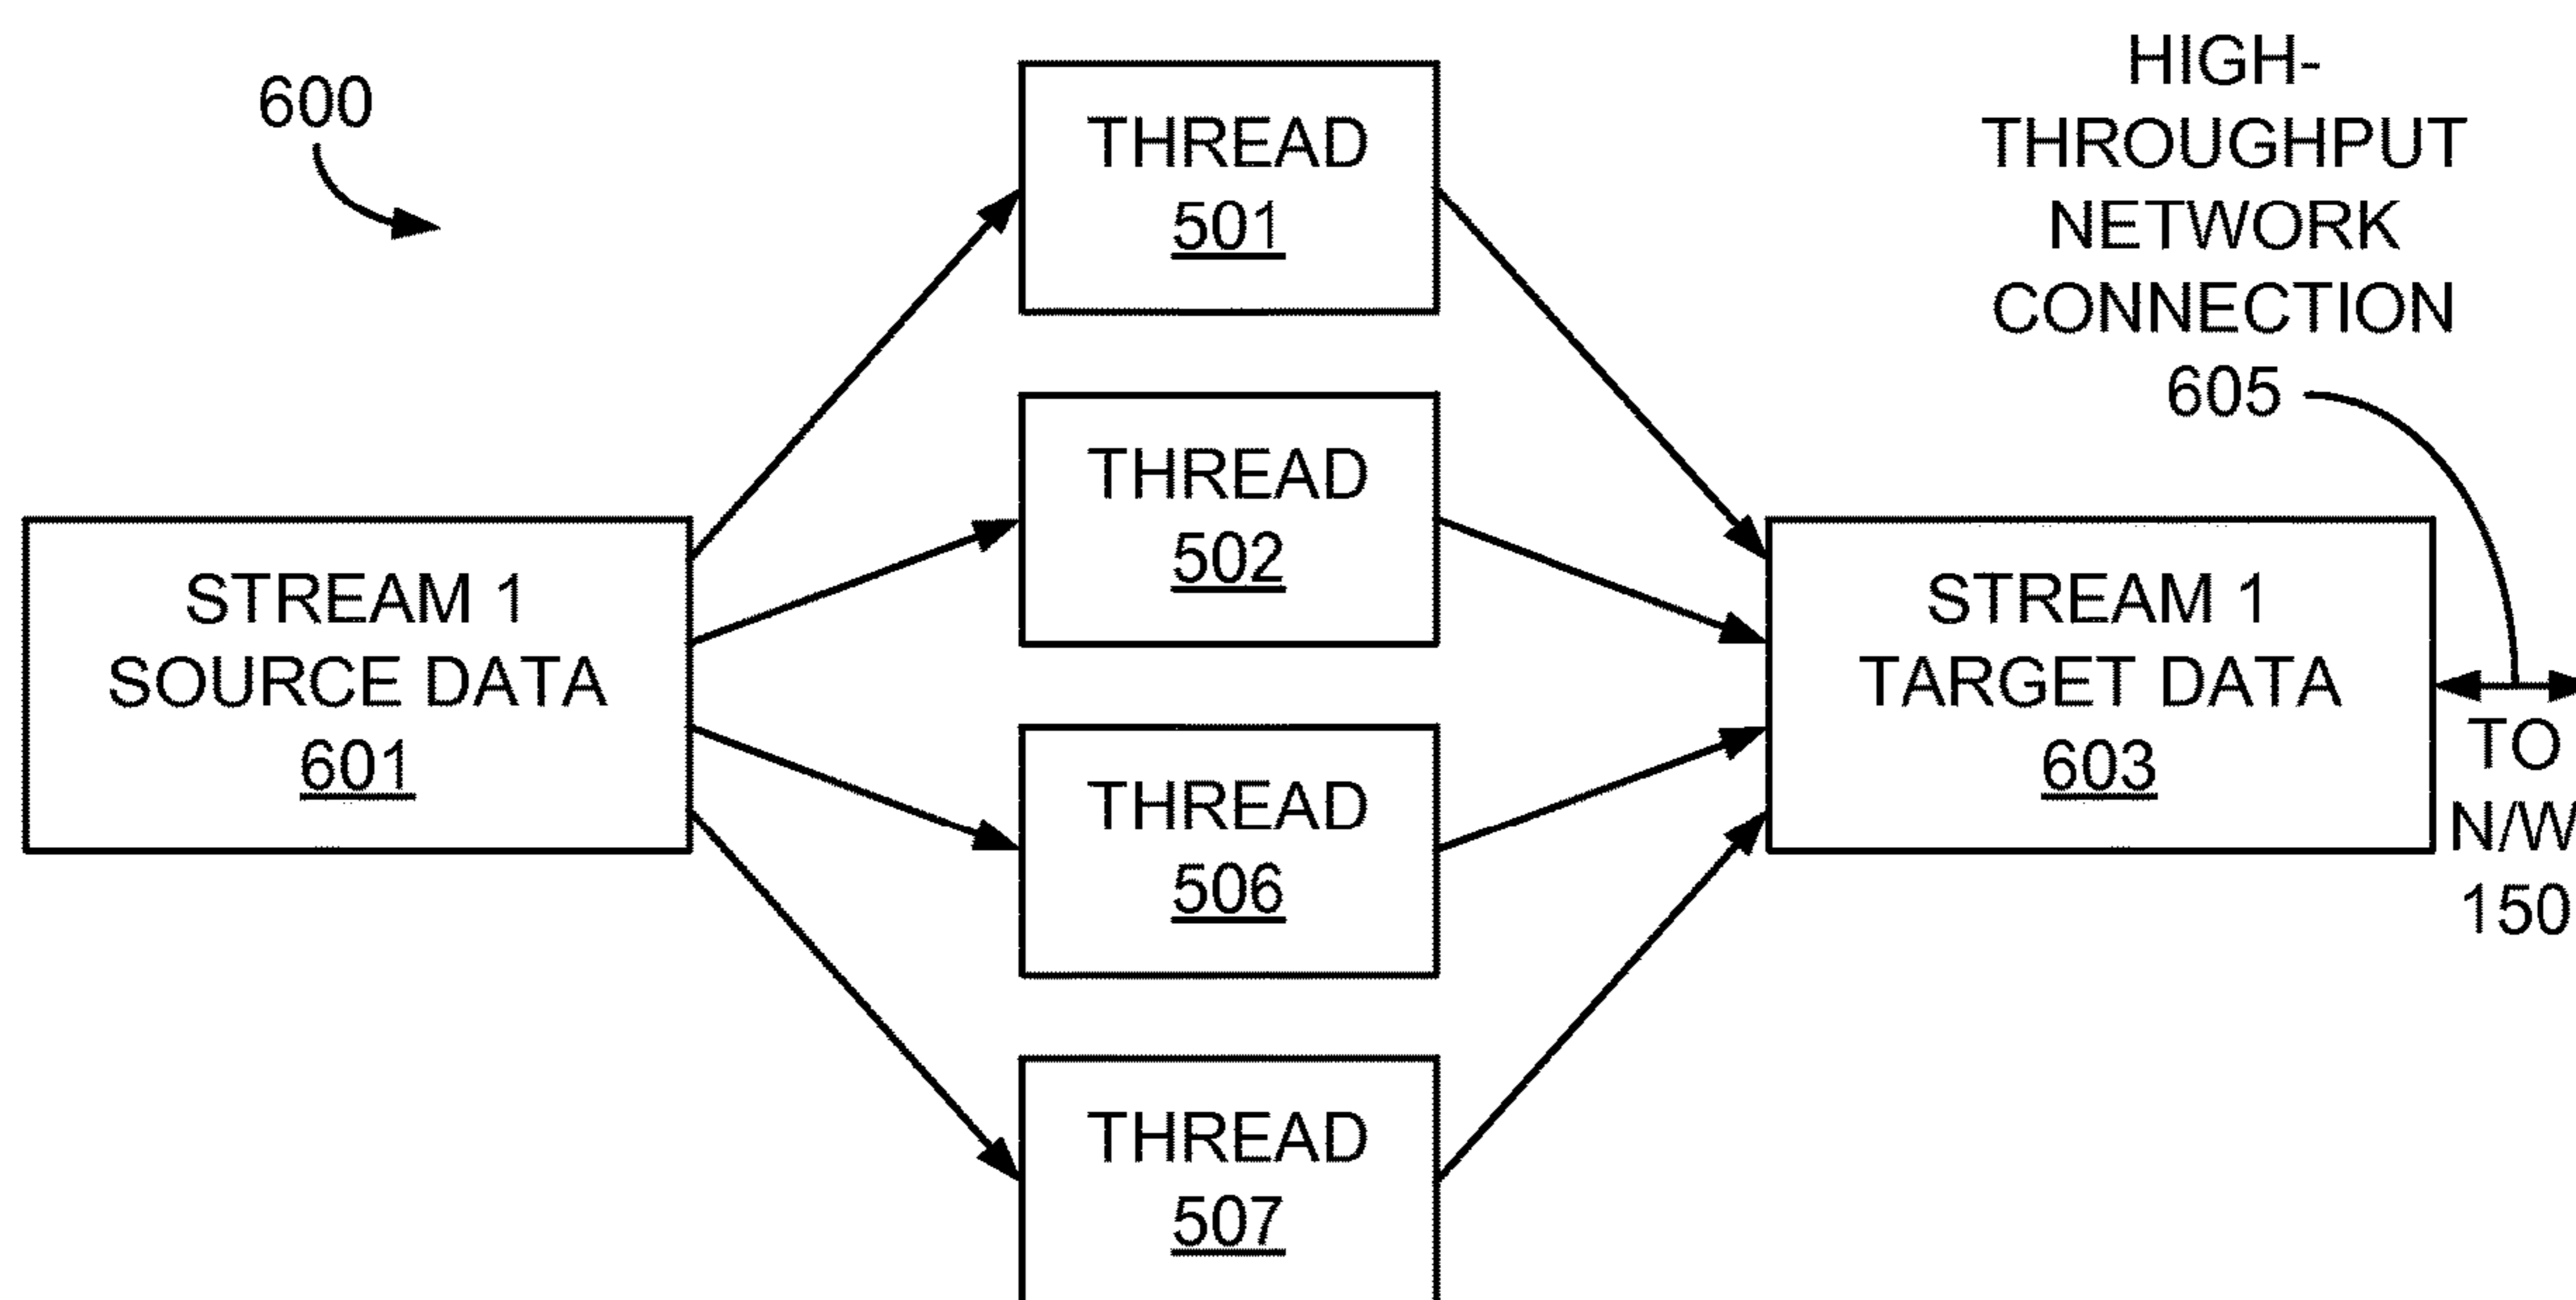 600
THREAD
501
HIGH-
THROUGHPUT
NETWORK
CONNECTION
605
THREAD
502
STREAM 1
SOURCE DATA
601
STREAM 1
TARGET DATA
603
TO
N/W
150
THREAD
506
THREAD
507